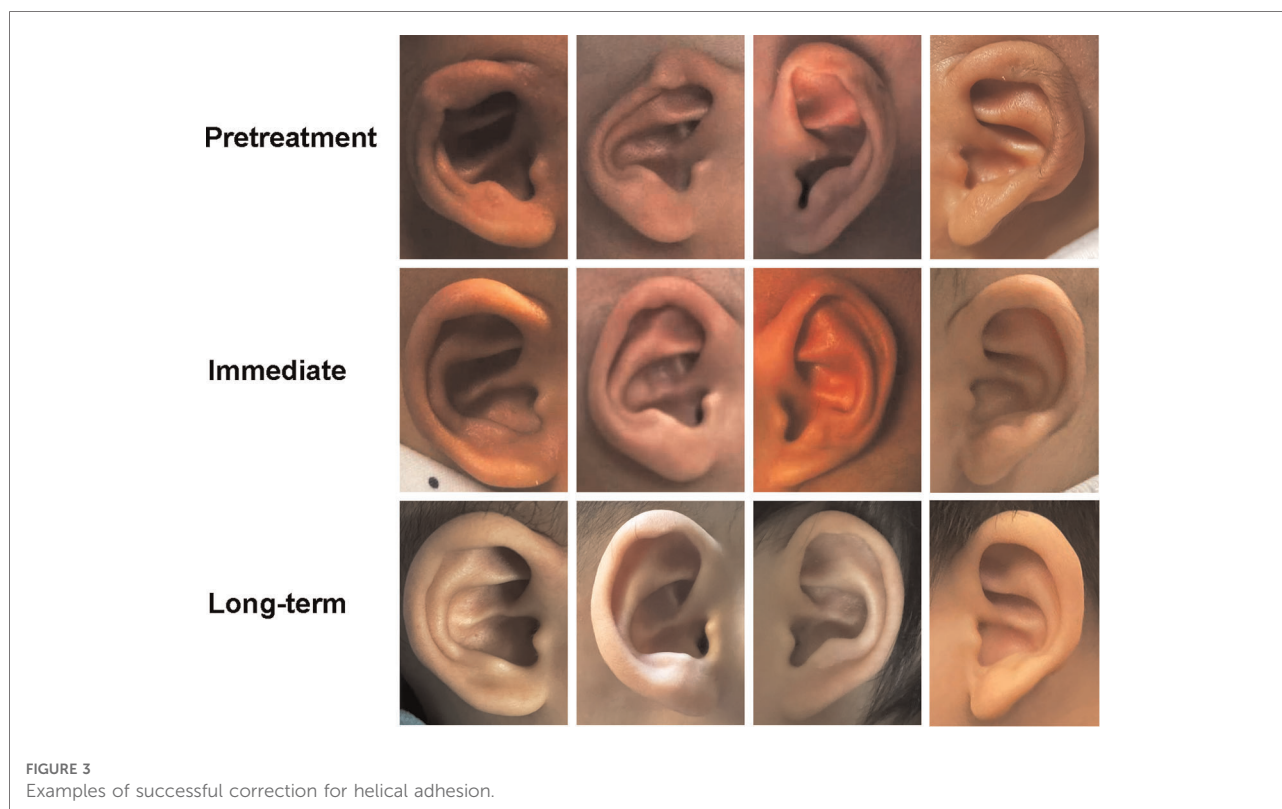 Pretreatment
Immediate
Long-term
FIGURE 3
Examples of successful correction for helical adhesion.